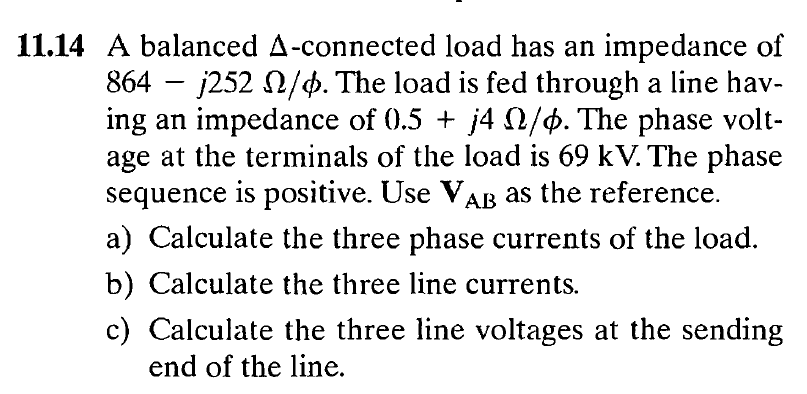 11.14 A balanced Δ-connected load has an impedance of
864 − j252 Ω/ϕ. The load is fed through a line hav-
ing an impedance of 0.5 + j4 Ω/ϕ. The phase volt-
age at the terminals of the load is 69 kV. The phase
sequence is positive. Use V_AB as the reference.
a) Calculate the three phase currents of the load.
b) Calculate the three line currents.
c) Calculate the three line voltages at the sending
end of the line.